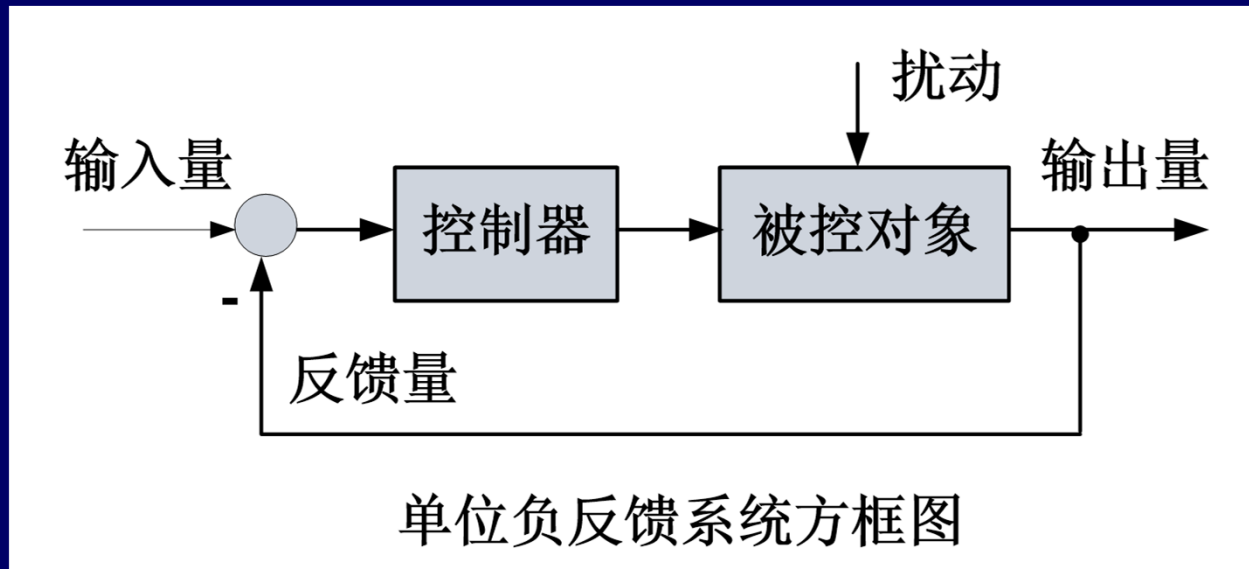 扰动
输入量
输出量
控制器
被控对象
-
反馈量
单位负反馈系统方框图